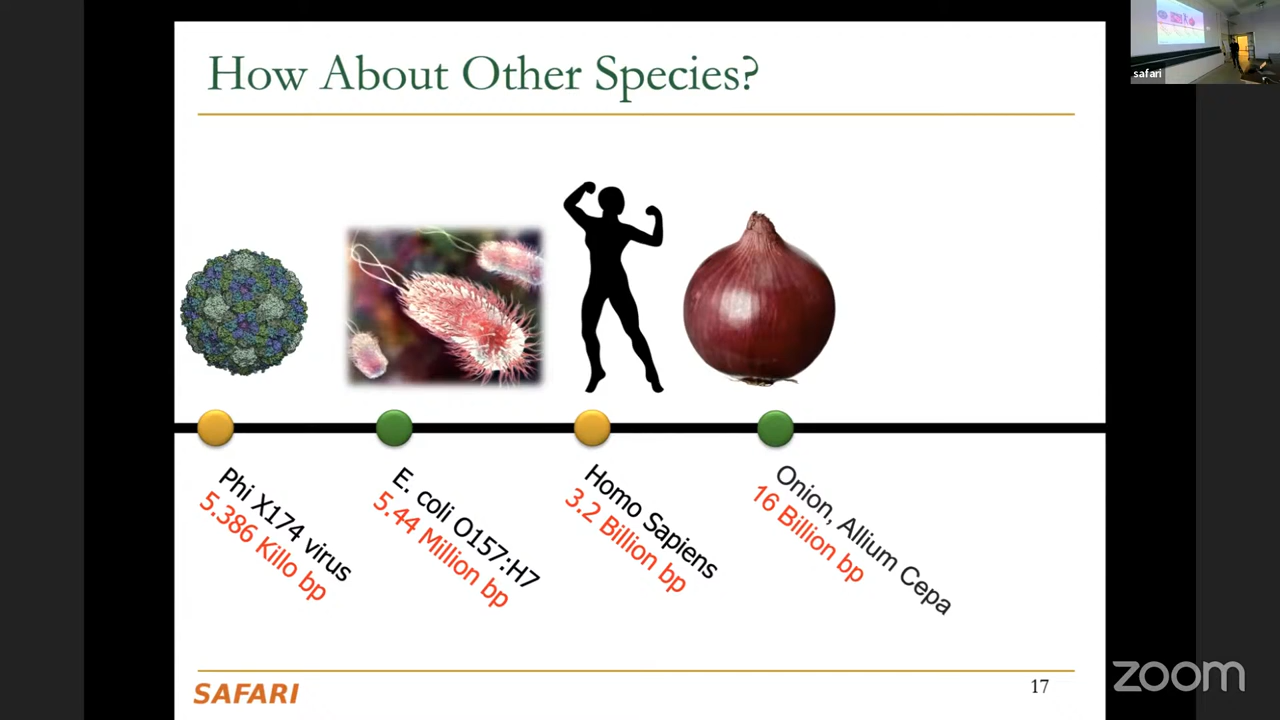 How About Other Species?
Phi X174 virus
5.386 Killo bp
E. coli O157:H7
5.44 Million bp
Homo Sapiens
3.2 Billion bp
Onion, Allium Cepa
16 Billion bp
SAFARI
17
safari
zoom